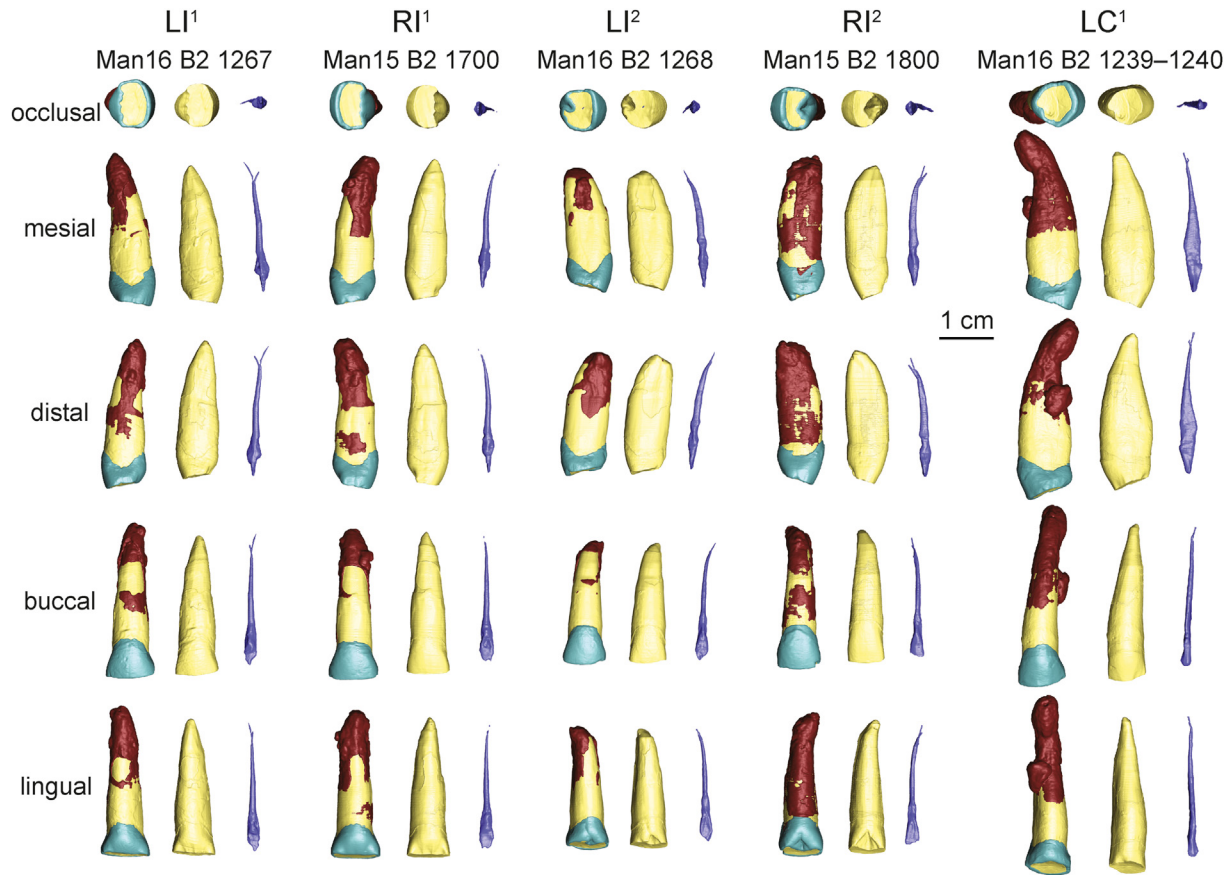 LI¹ RI¹ LI² RI² LC¹
Man16 B2 1267 Man15 B2 1700 Man16 B2 1268 Man15 B2 1800 Man16 B2 1239–1240
occlusal
mesial
1 cm
distal
buccal
lingual